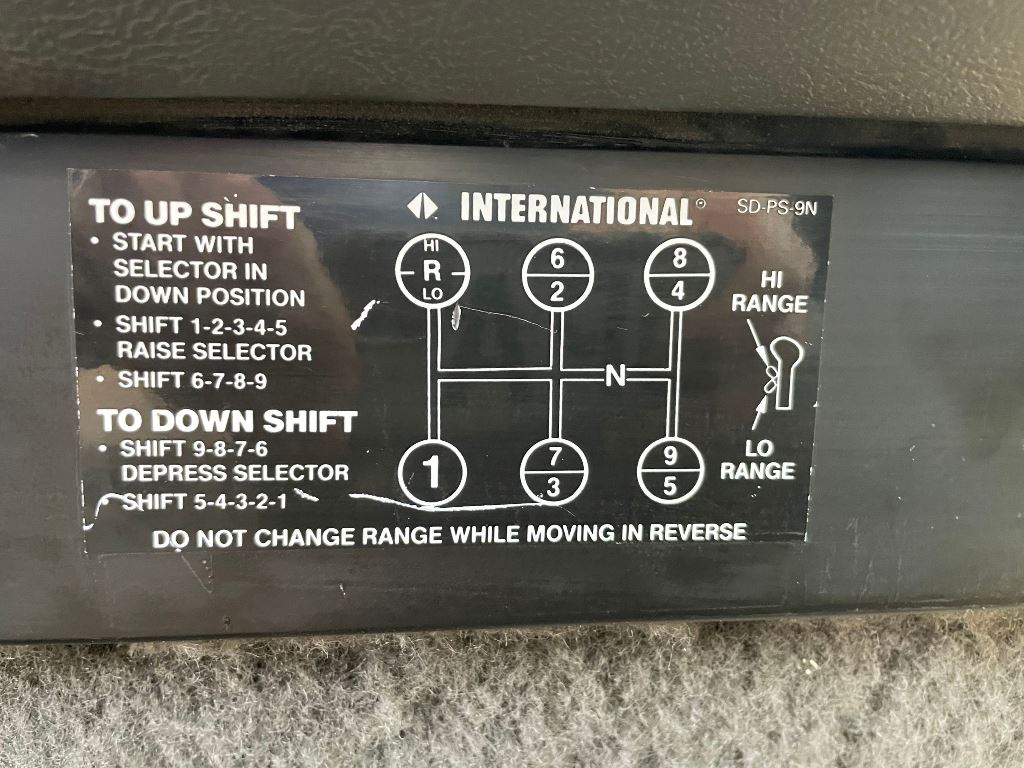 TO UP SHIFT
• START WITH
SELECTOR IN
DOWN POSITION
• SHIFT 1-2-3-4-5
RAISE SELECTOR
• SHIFT 6-7-8-9
TO DOWN SHIFT
• SHIFT 9-8-7-6
DEPRESS SELECTOR
SHIFT 5-4-3-2-1
INTERNATIONAL® SD-PS-9N
HI
R
LO
6
2
8
4
N
1
7
3
9
5
HI
RANGE
LO
RANGE
DO NOT CHANGE RANGE WHILE MOVING IN REVERSE